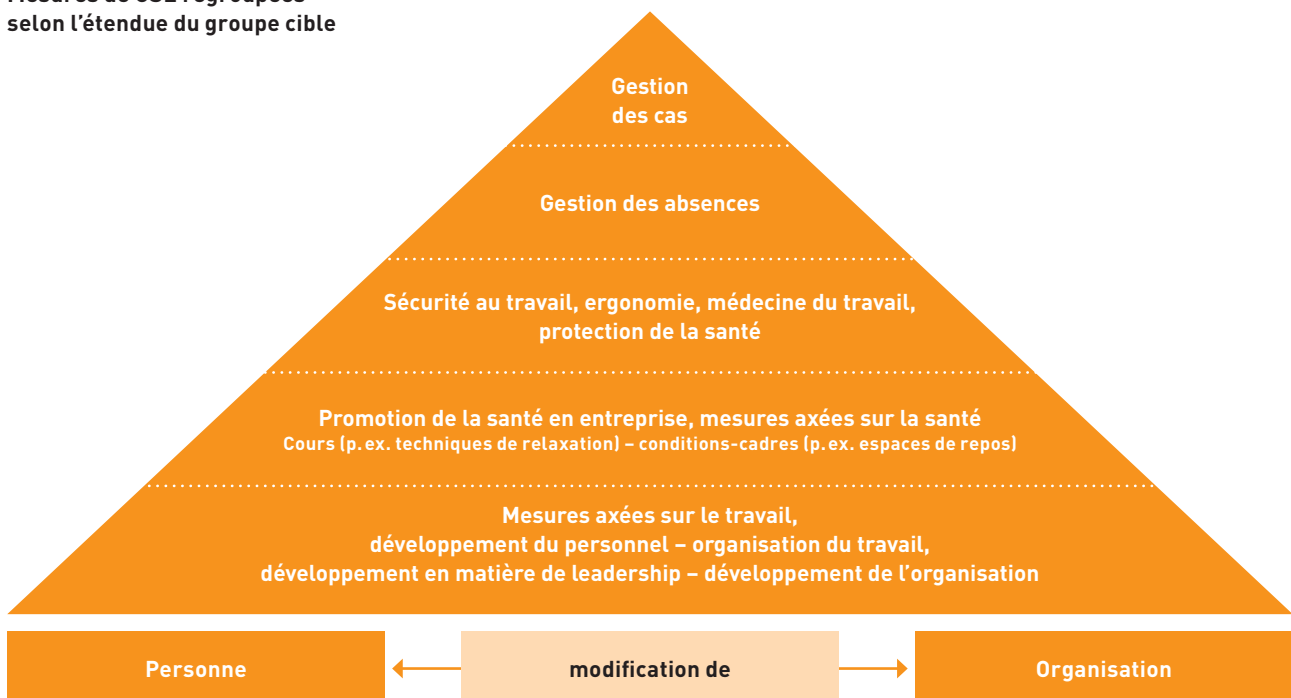 selon l’étendue du groupe cible
Gestion
des cas
Gestion des absences
Sécurité au travail, ergonomie, médecine du travail,
protection de la santé
Promotion de la santé en entreprise, mesures axées sur la santé
Cours (p. ex. techniques de relaxation) – conditions-cadres (p. ex. espaces de repos)
Mesures axées sur le travail,
développement du personnel – organisation du travail,
développement en matière de leadership – développement de l’organisation
Personne
modification de
Organisation